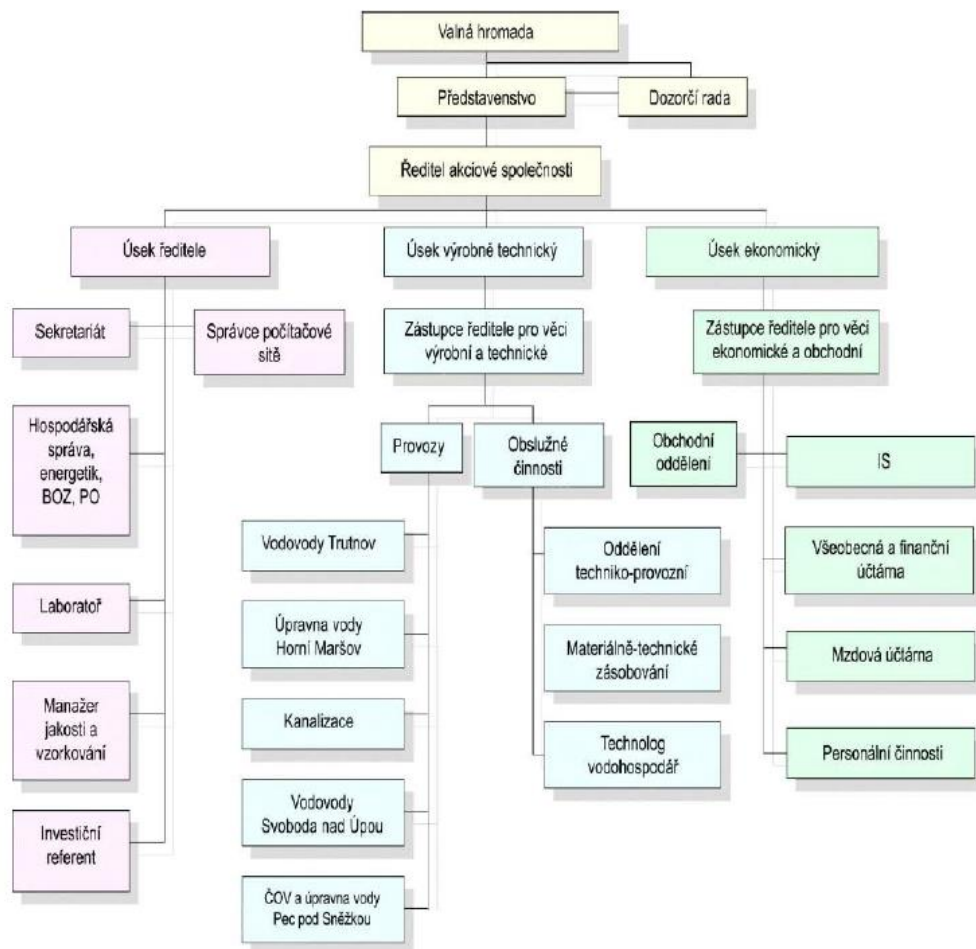 Valná hromada
Představenstvo
Dozorčí rada
Ředitel akciové společnosti
Úsek ředitele
Úsek výrobně technický
Úsek ekonomický
Sekretariát
Správce počítačové
sítě
Zástupce ředitele pro věci
výrobní a technické
Zástupce ředitele pro věci
ekonomické a obchodní
Hospodářská
správa,
energetik,
BOZ, PO
Provozy
Obslužné
činnosti
Obchodní
oddělení
IS
Vodovody Trutnov
Oddělení
techniko-provozní
Všeobecná a finanční
účtárna
Laboratoř
Úpravna vody
Horní Maršov
Materiálně-technické
zásobování
Mzdová účtárna
Manažer
jakosti a
vzorkování
Kanalizace
Technolog
vodohospodář
Personální činnosti
Investiční
referent
Vodovody
Svoboda nad Úpou
ČOV a úpravna vody
Pec pod Sněžkou